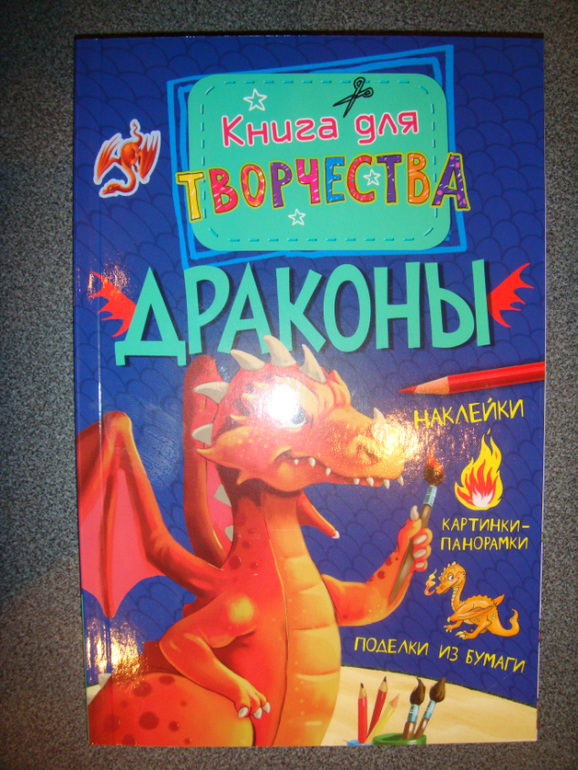 Книга для
ТВОРЧЕСТВА
ДРАКОНЫ
НАКЛЕЙКИ
КАРТИНКИ-
ПАНОРАМКИ
ПОДЕЛКИ ИЗ БУМАГИ